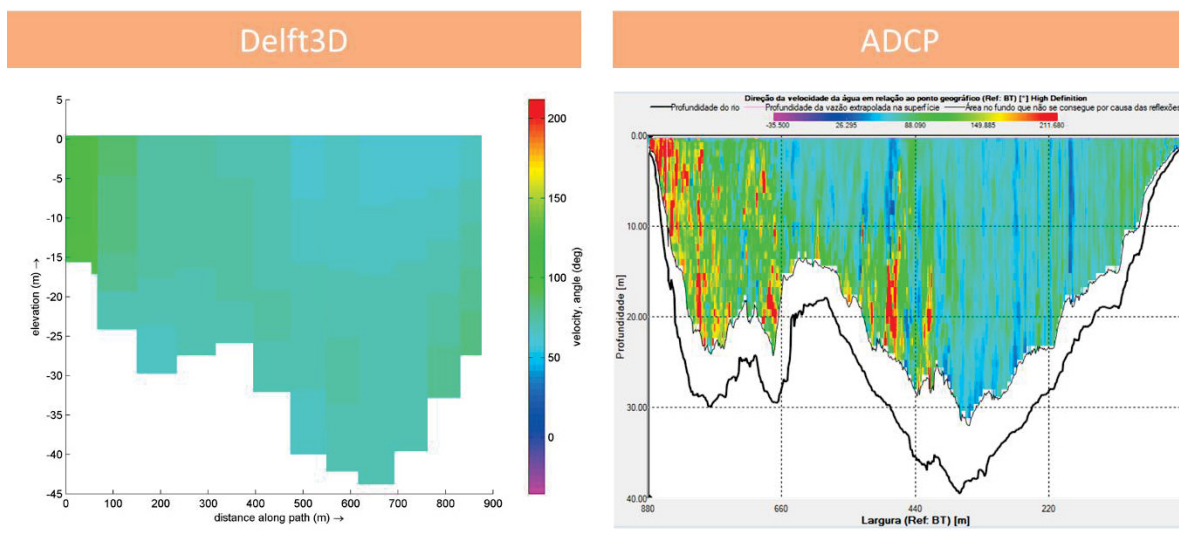 Delft3D
ADCP
5
0
-5
-10
-15
-20
-25
-30
-35
-40
-45
elevation (m) →
0 100 200 300 400 500 600 700 800 900
distance along path (m) →
200
150
100
50
0
velocity, angle (deg)
Direção da velocidade da água em relação ao ponto geográfico (Ref: BT) [°] High Definition
Profundidade do rio Profundidade da vazão extrapolada na superfície Área no fundo que não se consegue por causa das reflexões
-35.500 26.295 88.090 149.885 211.680
0.00
10.00
20.00
30.00
40.00
Profundidade [m]
880 660 440 220
Largura (Ref: BT) [m]